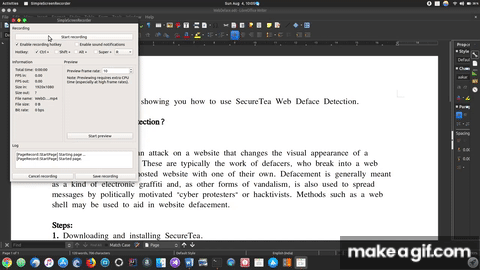 Activities
SimpleScreenRecorder
Sun Aug 4, 10:00
SimpleScreenRecorder
Recording
Start recording
Enable recording hotkey
Enable sound notifications
Hotkey:
Ctrl +
Shift +
Alt +
Super +
R
Information
Preview
Total time: 0:00:00
FPS in: 0.00
FPS out: 0.00
Size in: 1920x1080
Size out:
File name:
File size: 0 B
Bit rate: 0 bps
Preview frame rate: 10
Note: Previewing requires extra CPU
time (especially at high frame rates).
Start preview
Log
[PageRecord::StartPage] Starting page ...
[PageRecord::StartPage] Started page.
Cancel recording
Save recording
showing you how to use SecureTea Web Deface Detection.
tection ?
an attack on a website that changes the visual appearance of a
These are typically the work of defacers, who break into a web
hosted website with one of their own. Defacement is generally meant
as a kind of electronic graffiti and, as other forms of vandalism, is also used to spread
messages by politically motivated "cyber protesters" or hacktivists. Methods such as a web
shell may be used to aid in website defacement.
Steps:
1. Downloading and installing SecureTea.
Find
Match Case
Page
make a gif.com